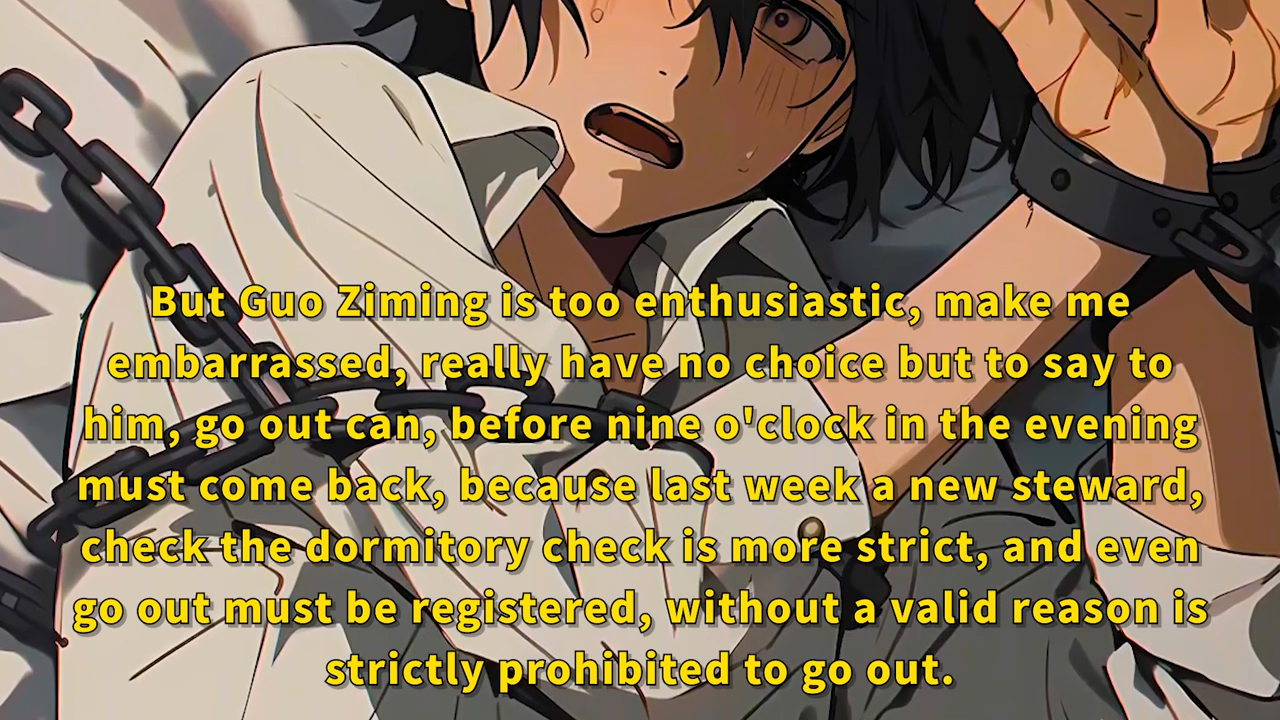 But Guo Ziming is too enthusiastic, make me
embarrassed, really have no choice but to say to
him, go out can, before nine o'clock in the evening
must come back, because last week a new steward,
check the dormitory check is more strict, and even
go out must be registered, without a valid reason is
strictly prohibited to go out.